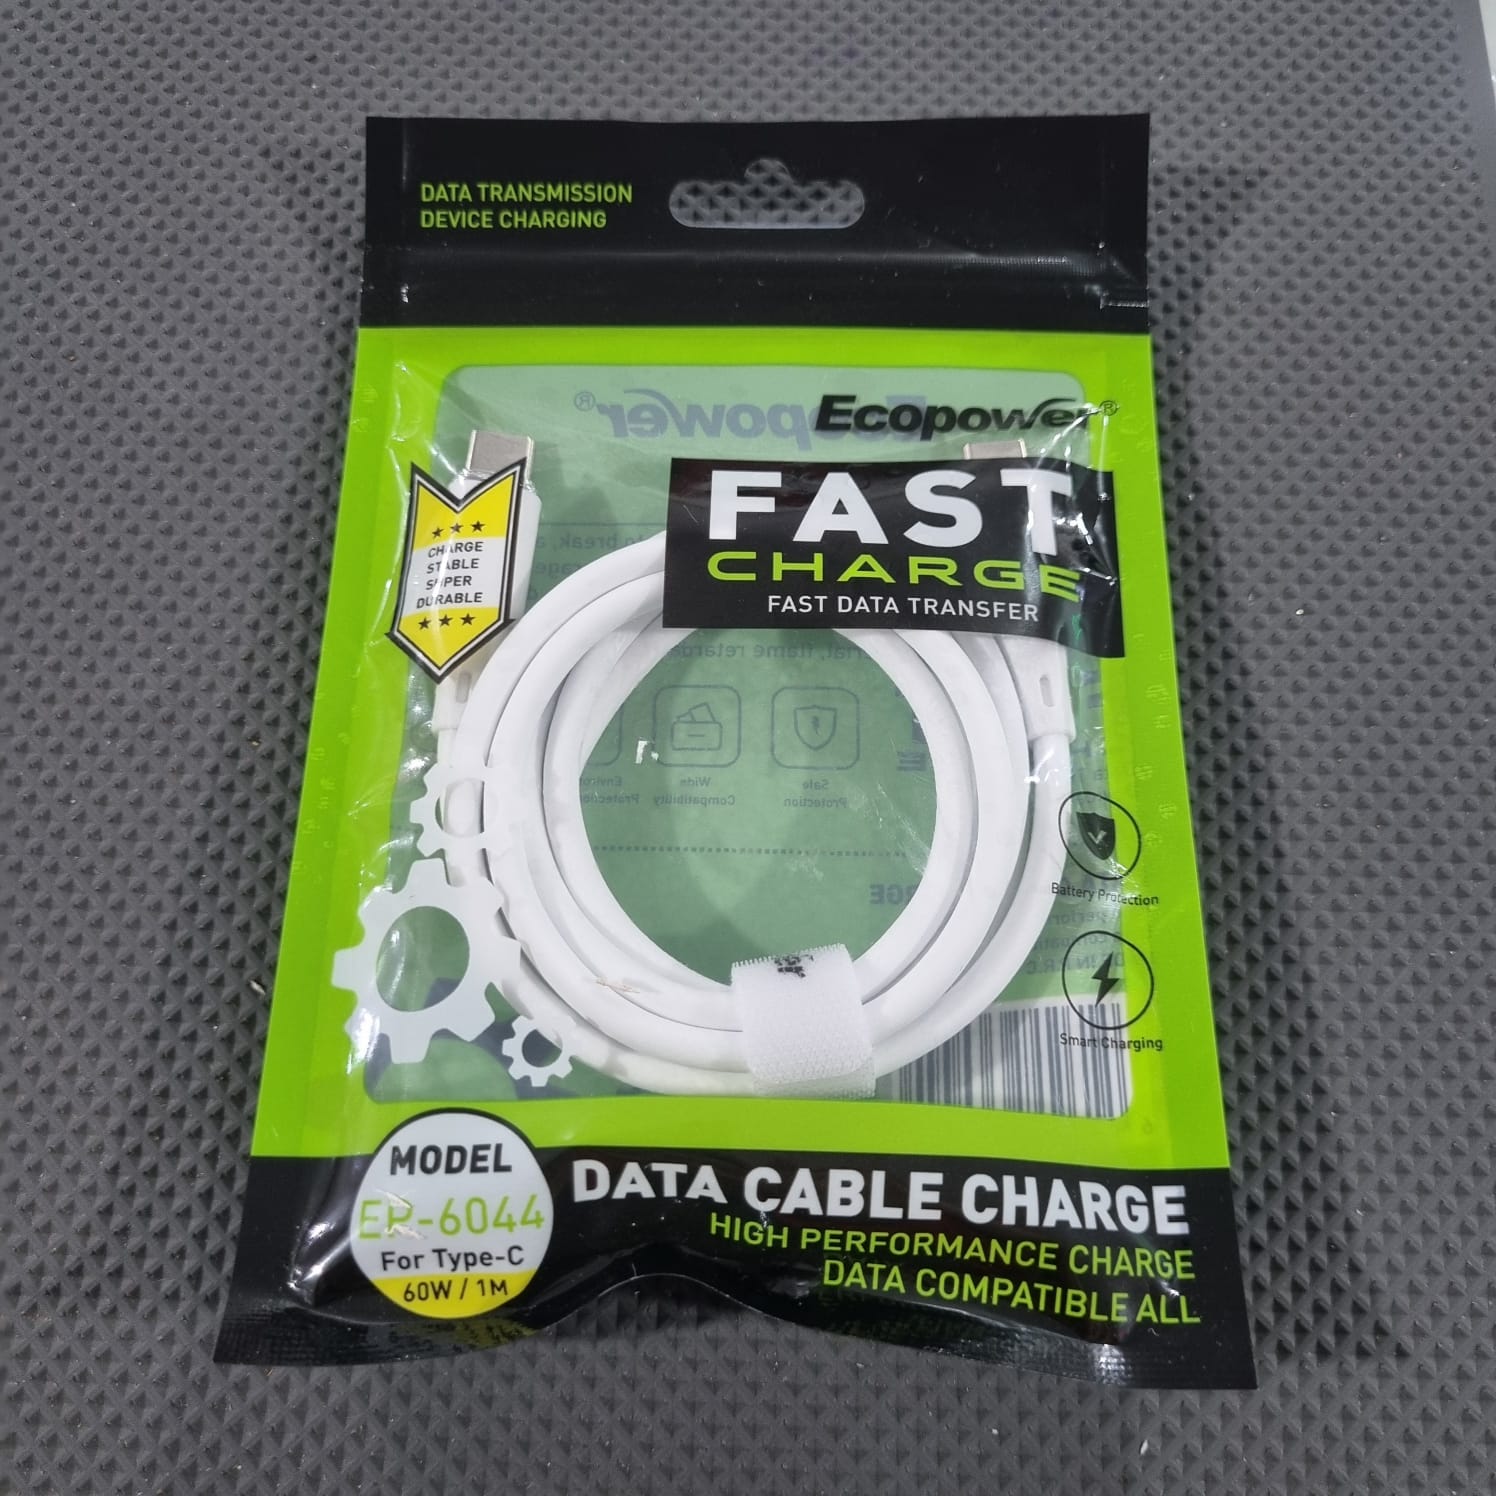 DATA TRANSMISSION
DEVICE CHARGING
Ecopower®
FAST
CHARGE
FAST DATA TRANSFER
CHARGE
STABLE
SUPER
DURABLE
Safe
Protection
Wide
Compatibility
Battery Protection
Smart Charging
MODEL
EP-6044
For Type-C
60W / 1M
DATA CABLE CHARGE
HIGH PERFORMANCE CHARGE
DATA COMPATIBLE ALL